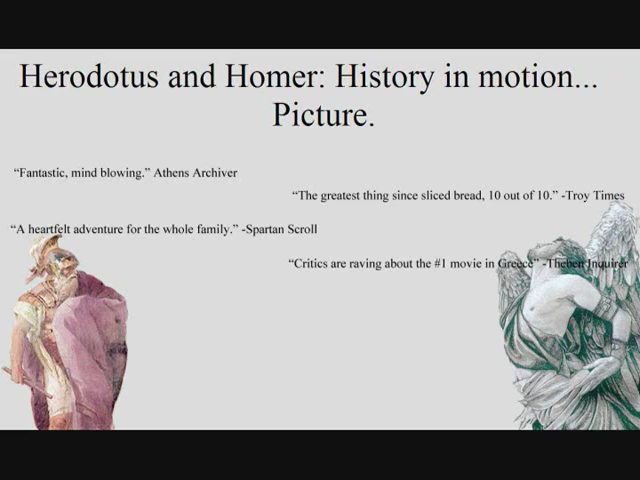 Herodotus and Homer: History in motion...
Picture.
“Fantastic, mind blowing.” Athens Archiver
“The greatest thing since sliced bread, 10 out of 10.” -Troy Times
“A heartfelt adventure for the whole family.” -Spartan Scroll
“Critics are raving about the #1 movie in Greece” -Theben Inquirer